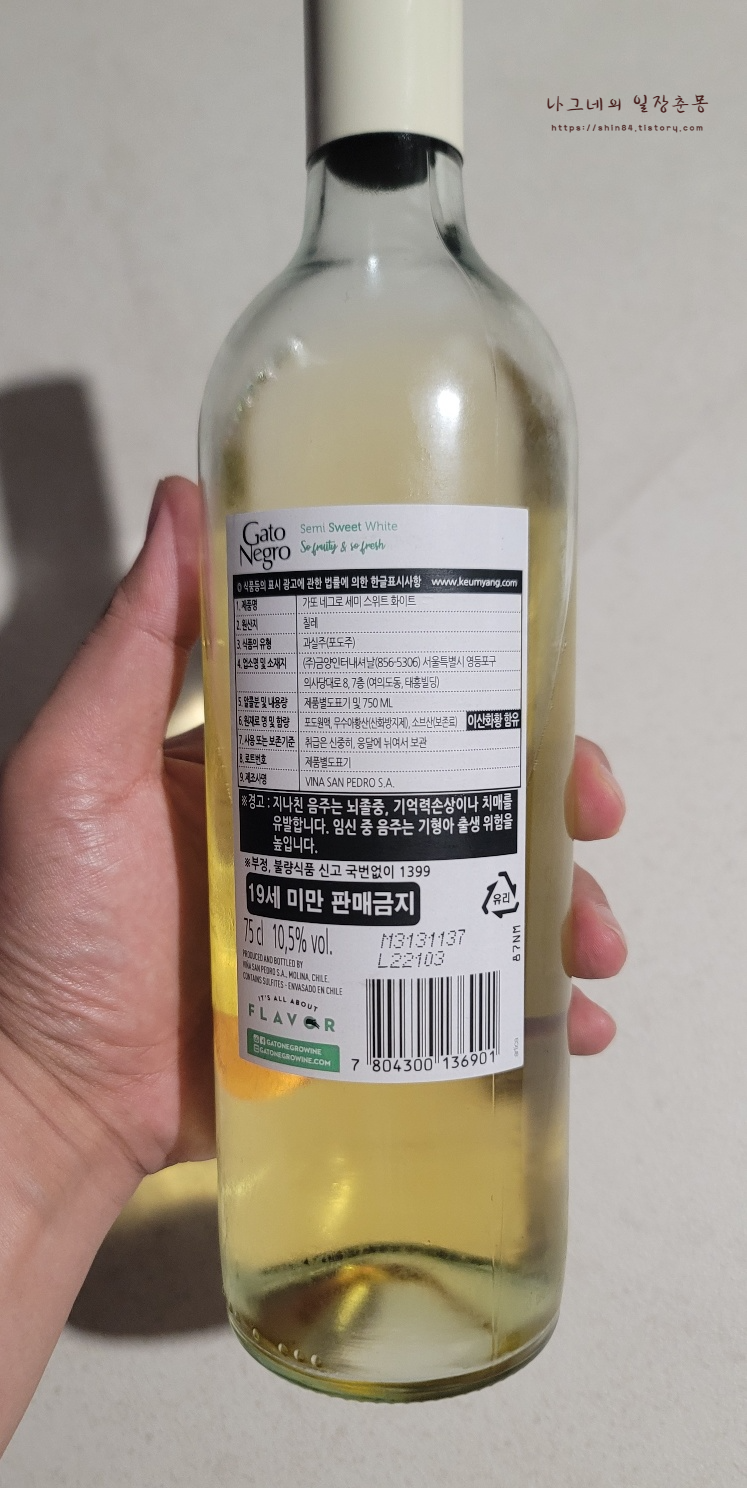 나그네의 일장춘몽
https://shin84.tistory.com
Gato
Negro
Semi Sweet White
So fruity & so fresh
식품등의 표시 광고에 관한 법률에 의한 한글표시사항 www.keumyang.com
1. 제품명 가또 네그로 세미 스위트 화이트
2. 원산지 칠레
3. 식품의 유형 과실주(포도주)
4. 업소명 및 소재지 (주)금양인터내셔날(856-5306) 서울특별시 영등포구
의사당대로 8, 7층 (여의도동, 태흥빌딩)
5. 알콜분 및 내용량 제품별도표기 및 750 ML
6. 원재료 명 및 함량 포도원액, 무수아황산(산화방지제), 소브산(보존료) 이산화황 함유
7. 사용 또는 보존기준 취급은 신중히, 응달에 뉘여서 보관
8. 로트번호 제품별도표기
9. 제조사명 VINA SAN PEDRO S.A.
※경고 : 지나친 음주는 뇌졸중, 기억력손상이나 치매를
유발합니다. 임신 중 음주는 기형아 출생 위험을
높입니다.
※부정, 불량식품 신고 국번없이 1399
19세 미만 판매금지
유리
75 cl 10,5% vol.
M3131137
L22103
87NM
PRODUCED AND BOTTLED BY
VIÑA SAN PEDRO S.A., MOLINA, CHILE.
CONTAINS SULFITES - ENVASADO EN CHILE
IT'S ALL ABOUT
FLAVOR
GATONEGROWINE
GATONEGROWINE.COM
7 804300 136901